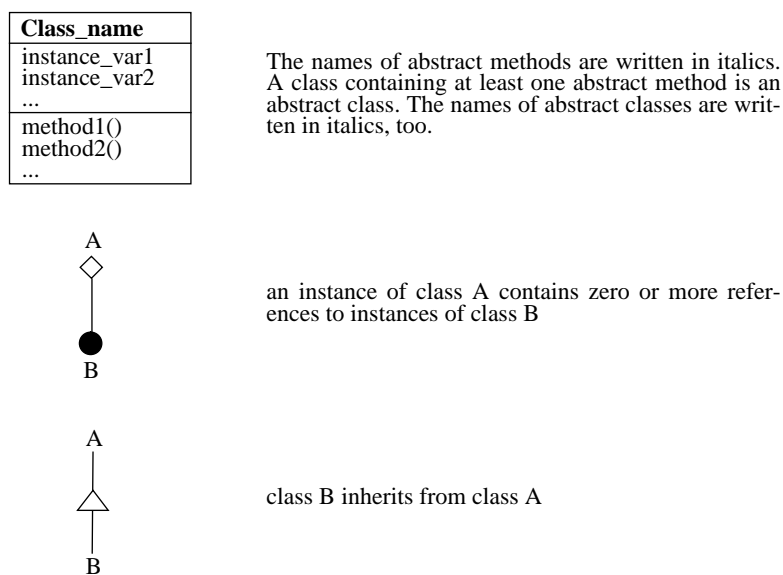 Class_name
instance_var1
instance_var2
...
method1()
method2()
...
The names of abstract methods are written in italics.
A class containing at least one abstract method is an
abstract class. The names of abstract classes are writ-
ten in italics, too.
A
B
an instance of class A contains zero or more refer-
ences to instances of class B
A
B
class B inherits from class A